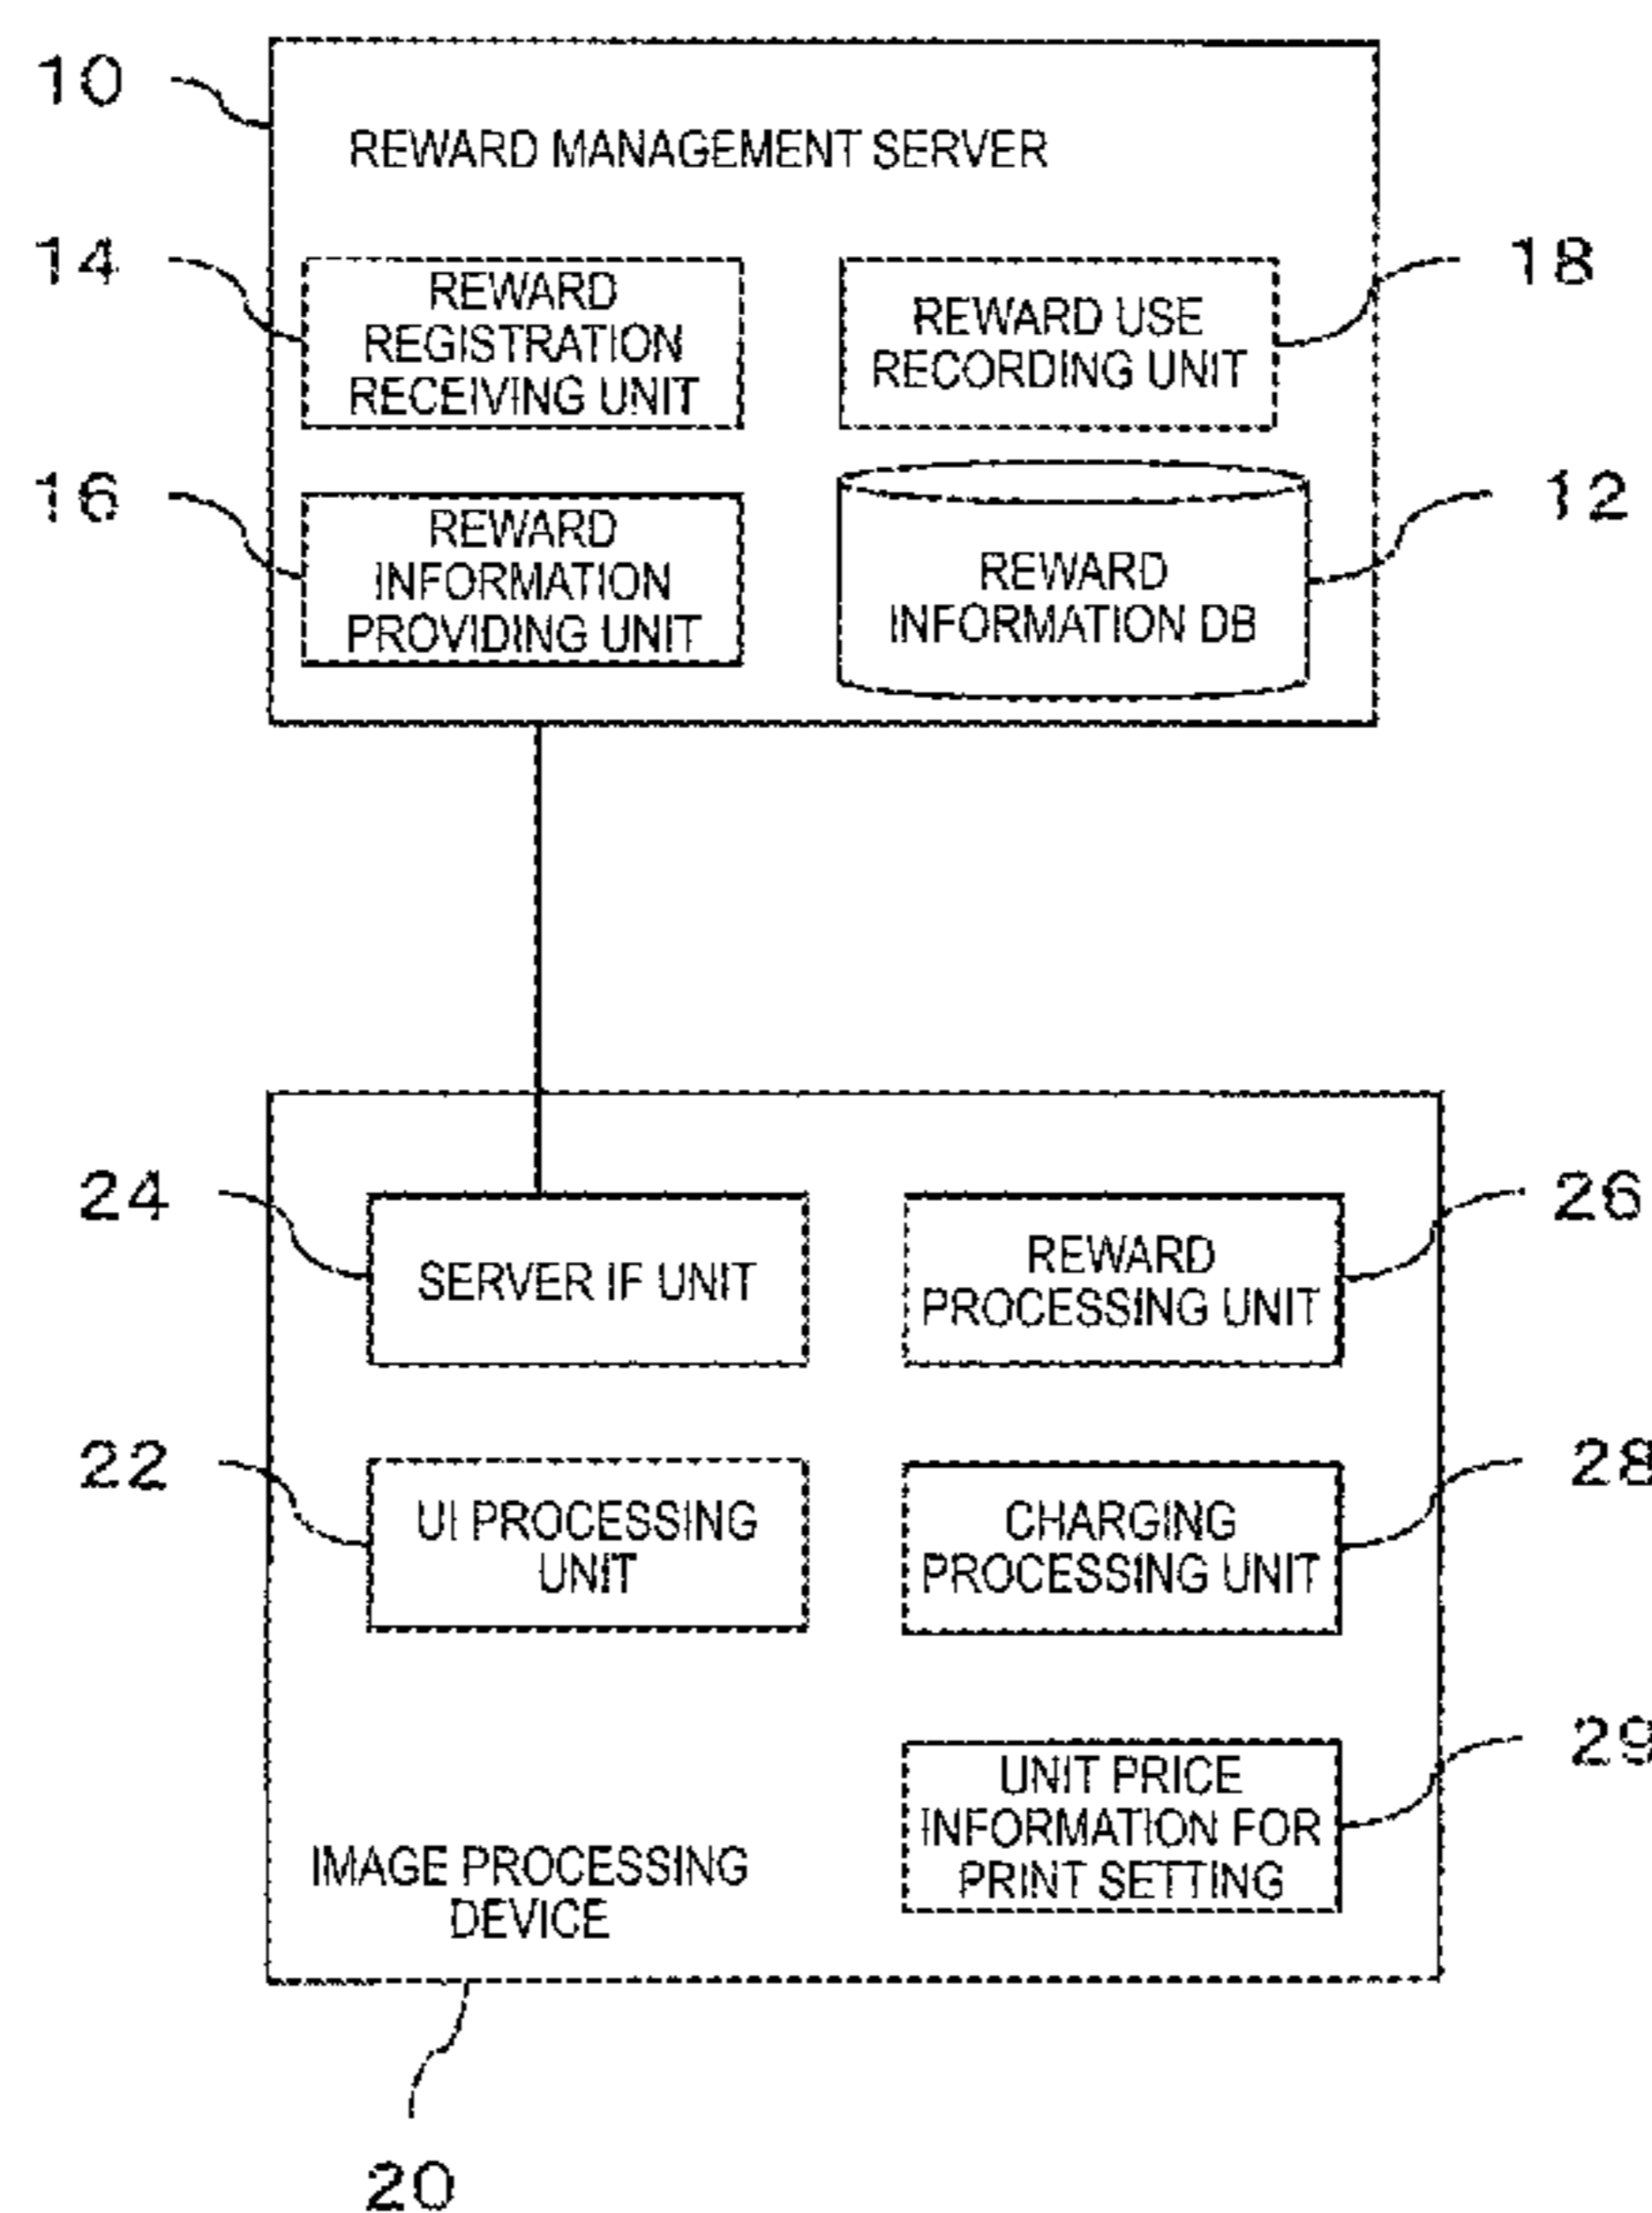 10
REWARD MANAGEMENT SERVER
14
REWARD
REGISTRATION
RECEIVING UNIT
REWARD USE
RECORDING UNIT
18
16
REWARD
INFORMATION
PROVIDING UNIT
REWARD
INFORMATION DB
12
24
SERVER IF UNIT
REWARD
PROCESSING UNIT
26
22
UI PROCESSING
UNIT
CHARGING
PROCESSING UNIT
28
UNIT PRICE
INFORMATION FOR
PRINT SETTING
29
IMAGE PROCESSING
DEVICE
20